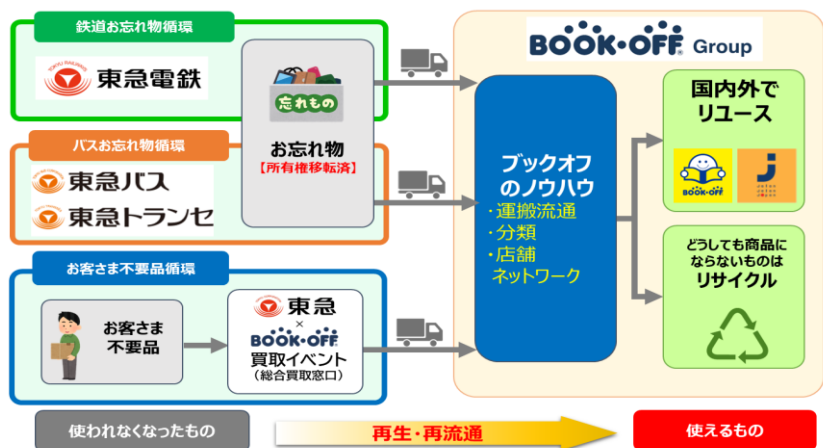 鉄道お忘れ物循環
TOKYU RAILWAYS
東急電鉄
忘れもの
お忘れ物
【所有権移転済】
バスお忘れ物循環
東急バス
東急トランセ
お客さま不要品循環
お客さま
不要品
東急
×
BOOK・OFF
買取イベント
（総合買取窓口）
BOOK・OFF Group
ブックオフ
のノウハウ
・運搬流通
・分類
・店舗
ネットワーク
国内外で
リユース
BOOK・OFF
J
Jalan
Jalan
Japan
どうしても商品に
ならないものは
リサイクル
使われなくなったもの
再生・再流通
使えるもの